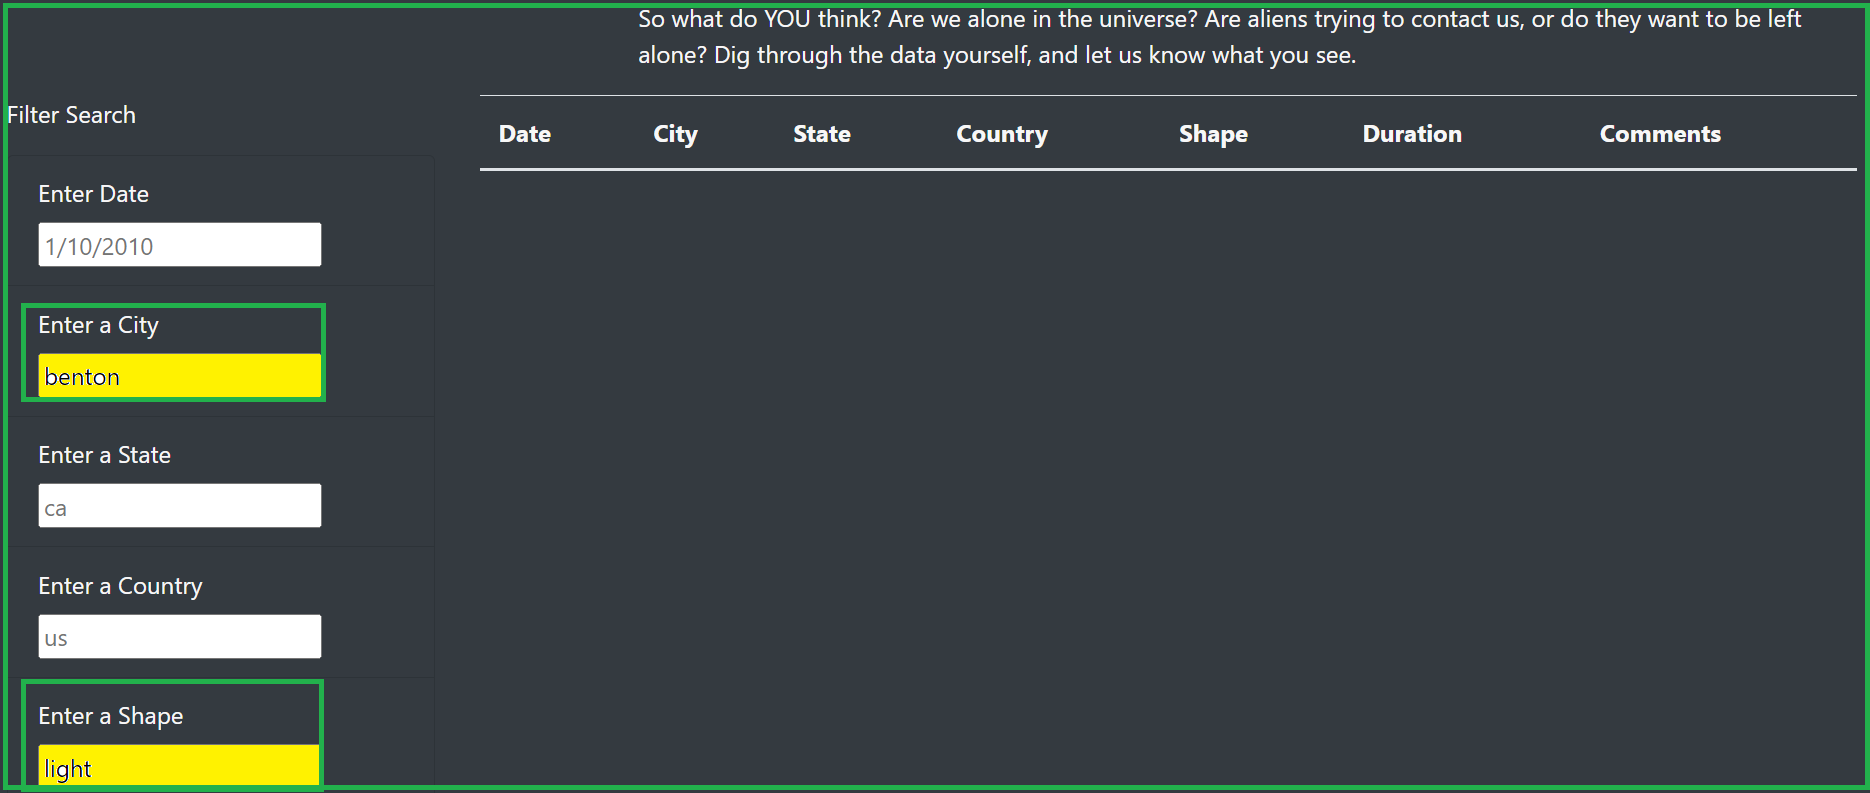 So what do YOU think? Are we alone in the universe? Are aliens trying to contact us, or do they want to be left
alone? Dig through the data yourself, and let us know what you see.
Filter Search
Date City State Country Shape Duration Comments
Enter Date
1/10/2010
Enter a City
benton
Enter a State
ca
Enter a Country
us
Enter a Shape
light